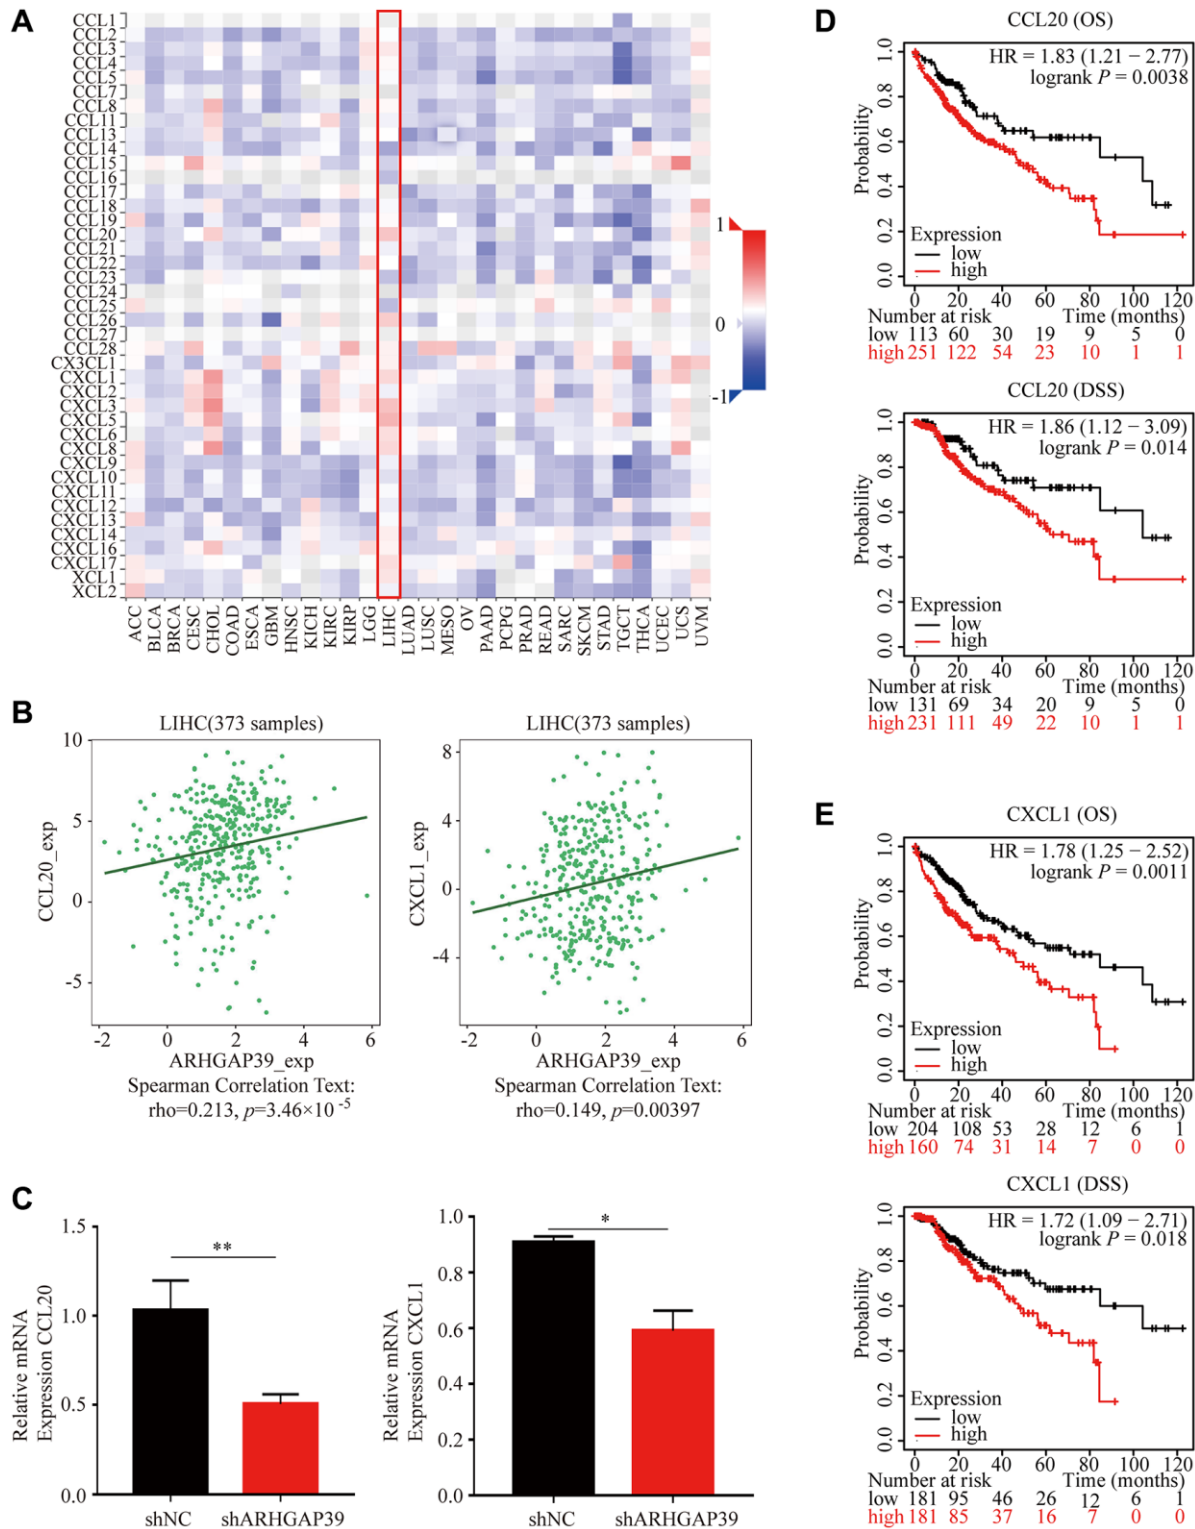 A
CCL1
CCL2
CCL3
CCL4
CCL5
CCL7
CCL8
CCL11
CCL13
CCL14
CCL15
CCL16
CCL17
CCL18
CCL19
CCL20
CCL21
CCL22
CCL23
CCL24
CCL25
CCL26
CCL27
CCL28
CX3CL1
CXCL1
CXCL2
CXCL3
CXCL5
CXCL6
CXCL8
CXCL9
CXCL10
CXCL11
CXCL12
CXCL13
CXCL14
CXCL16
CXCL17
XCL1
XCL2
ACC BLCA BRCA CESC CHOL COAD ESCA GBM HNSC KICH KIRC KIRP LGG LIHC LUAD LUSC MESO OV PAAD PCPG PRAD READ SARC SKCM STAD TGCT THCA UCEC UCS UVM
1
0
-1
B
LIHC(373 samples)
CCL20_exp
10
5
0
-5
-2 0 2 4 6
ARHGAP39_exp
Spearman Correlation Text:
rho=0.213, p=3.46×10 -5
LIHC(373 samples)
CXCL1_exp
8
4
0
-4
-2 0 2 4 6
ARHGAP39_exp
Spearman Correlation Text:
rho=0.149, p=0.00397
C
Relative mRNA
Expression CCL20
1.5
1.0
0.5
0.0
**
shNC shARHGAP39
Relative mRNA
Expression CXCL1
1.0
0.8
0.6
0.4
0.2
0.0
*
shNC shARHGAP39
D
CCL20 (OS)
HR = 1.83 (1.21 − 2.77)
logrank P = 0.0038
Probability
1.0
0.8
0.6
0.4
0.2
0.0
Expression
low
high
0 20 40 60 80 100 120
Number at risk Time (months)
low 113 60 30 19 9 5 0
high 251 122 54 23 10 1 1
CCL20 (DSS)
HR = 1.86 (1.12 − 3.09)
logrank P = 0.014
Probability
1.0
0.8
0.6
0.4
0.2
0.0
Expression
low
high
0 20 40 60 80 100 120
Number at risk Time (months)
low 131 69 34 20 9 5 0
high 231 111 49 22 10 1 1
E
CXCL1 (OS)
HR = 1.78 (1.25 − 2.52)
logrank P = 0.0011
Probability
1.0
0.8
0.6
0.4
0.2
0.0
Expression
low
high
0 20 40 60 80 100 120
Number at risk Time (months)
low 204 108 53 28 12 6 1
high 160 74 31 14 7 0 0
CXCL1 (DSS)
HR = 1.72 (1.09 − 2.71)
logrank P = 0.018
Probability
1.0
0.8
0.6
0.4
0.2
0.0
Expression
low
high
0 20 40 60 80 100 120
Number at risk Time (months)
low 181 95 46 26 12 6 1
high 181 85 37 16 7 0 0